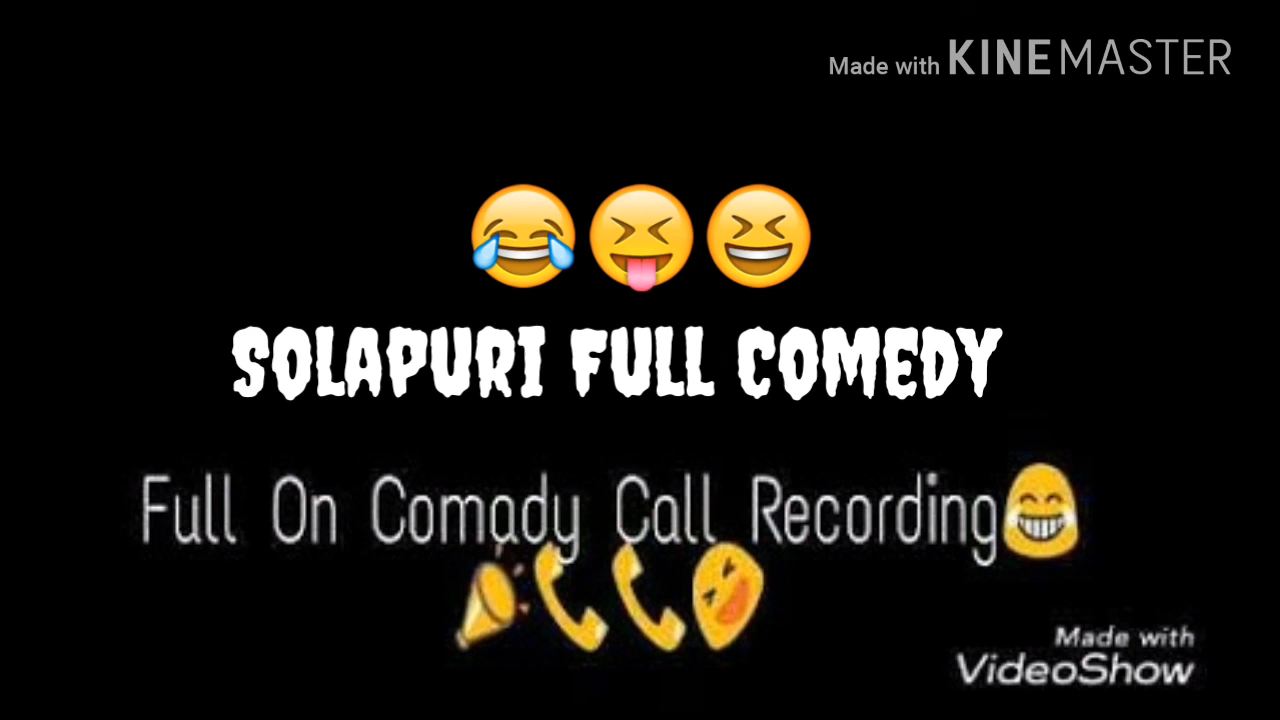 Made with KINEMASTER
😂😝😆
SOLAPURI FULL COMEDY
Full On Comady Call Recording😂
📣📞📞🤣
Made with
VideoShow